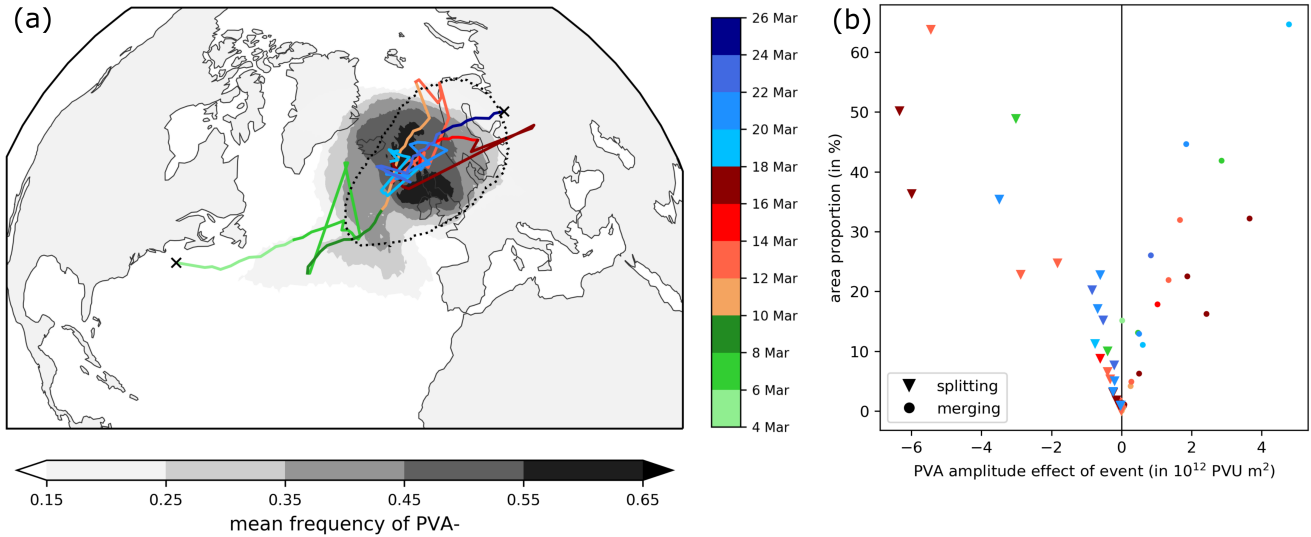 (a)
26 Mar
24 Mar
22 Mar
20 Mar
18 Mar
16 Mar
14 Mar
12 Mar
10 Mar
8 Mar
6 Mar
4 Mar
0.15 0.25 0.35 0.45 0.55 0.65
mean frequency of PVA-
(b)
area proportion (in %)
60
50
40
30
20
10
0
splitting
merging
−6 −4 −2 0 2 4
PVA amplitude effect of event (in 10¹² PVU m²)